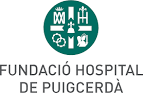 FUNDACIÓ HOSPITAL
DE PUIGCERDÀ